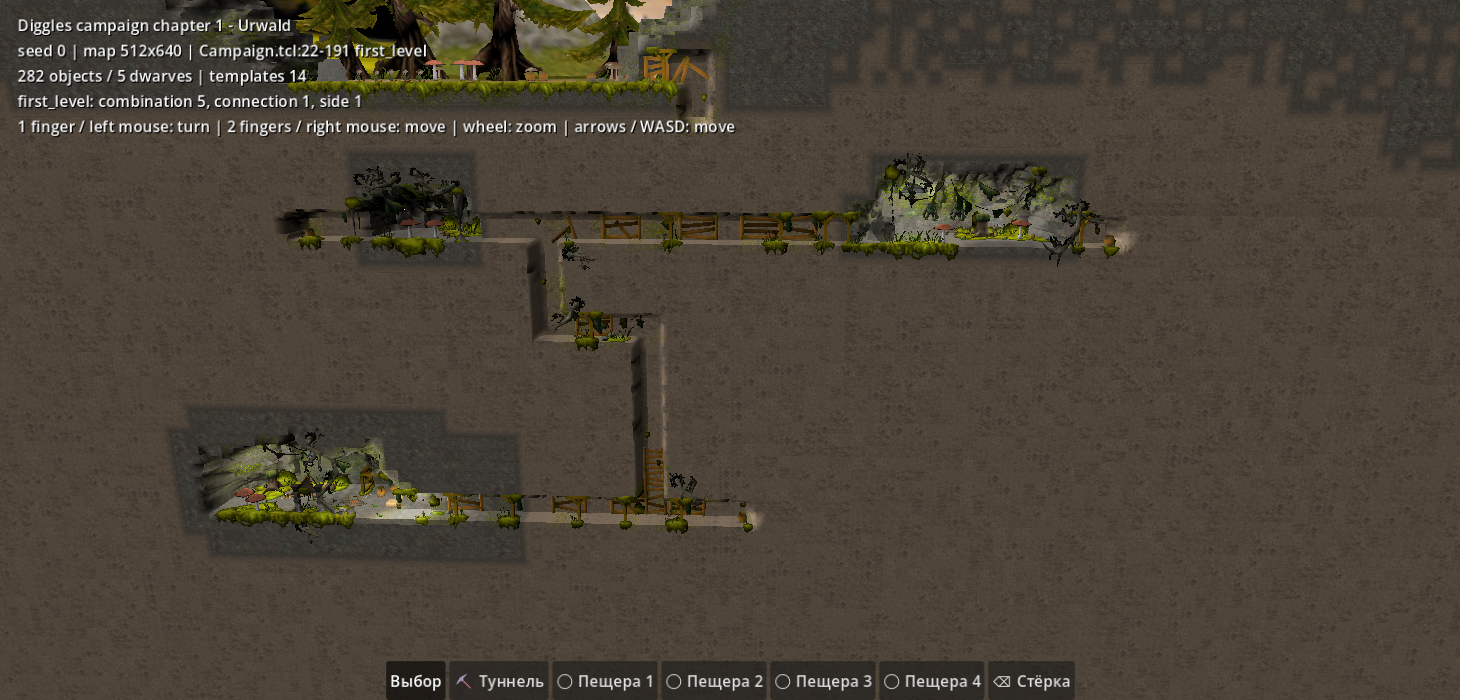 Diggles campaign chapter 1 - Urwald
seed 0 | map 512x640 | Campaign.tcl:22-191 first_level
282 objects / 5 dwarves | templates 14
first_level: combination 5, connection 1, side 1
1 finger / left mouse: turn | 2 fingers / right mouse: move | wheel: zoom | arrows / WASD: move
Выбор Туннель Пещера 1 Пещера 2 Пещера 3 Пещера 4 Стёрка